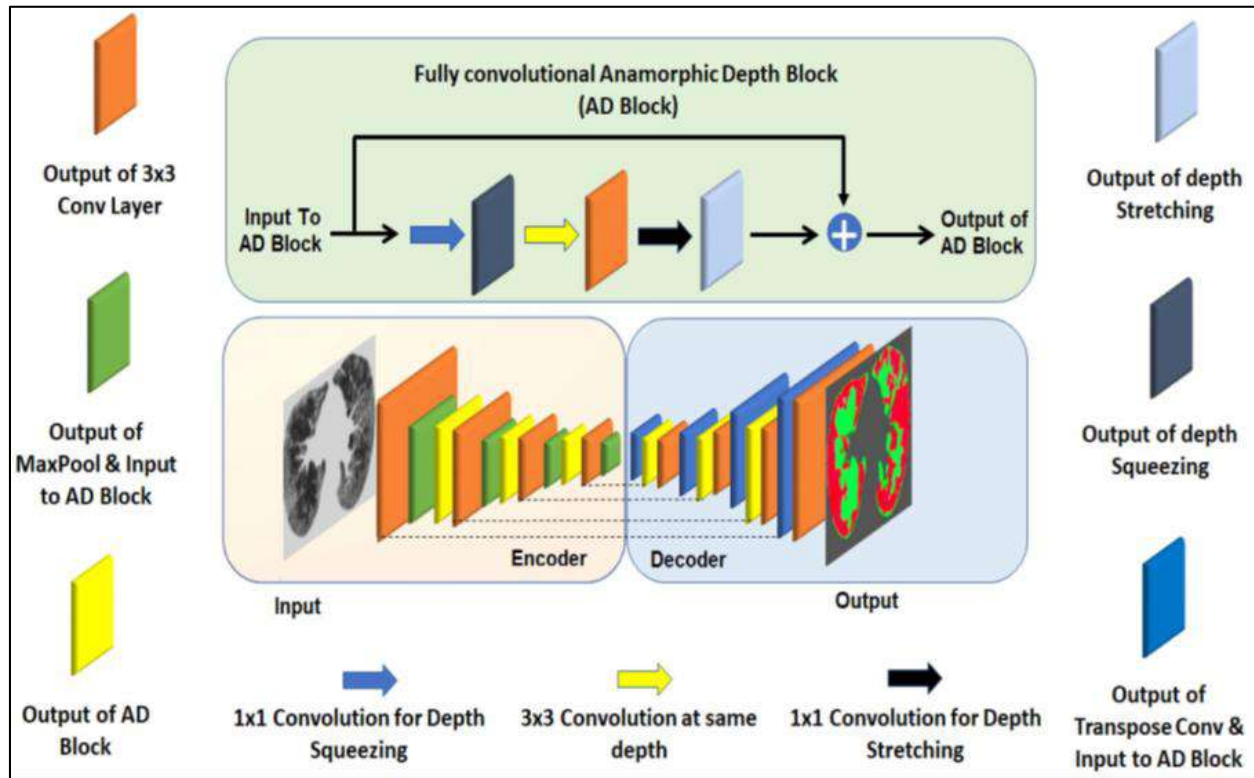 Fully convolutional Anamorphic Depth Block
(AD Block)
Input To
AD Block
Output of
AD Block
Output of 3x3
Conv Layer
Output of
MaxPool & Input
to AD Block
Output of AD
Block
Output of depth
Stretching
Output of depth
Squeezing
Output of
Transpose Conv &
Input to AD Block
Encoder
Decoder
Input
Output
1x1 Convolution for Depth
Squeezing
3x3 Convolution at same
depth
1x1 Convolution for Depth
Stretching